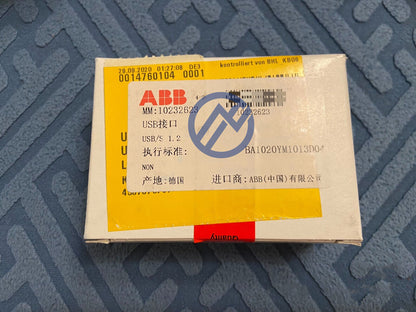 29.08.2020 01:27:08 DE3
kontrolliert von BHL KB09
0014760104 0001
ABB
MM:10232623
10232623
USB接口
USB/S 1.2
执行标准:
BA1020YM1013D04
NON
产地:德国
进口商:ABB(中国)有限公司
Quality